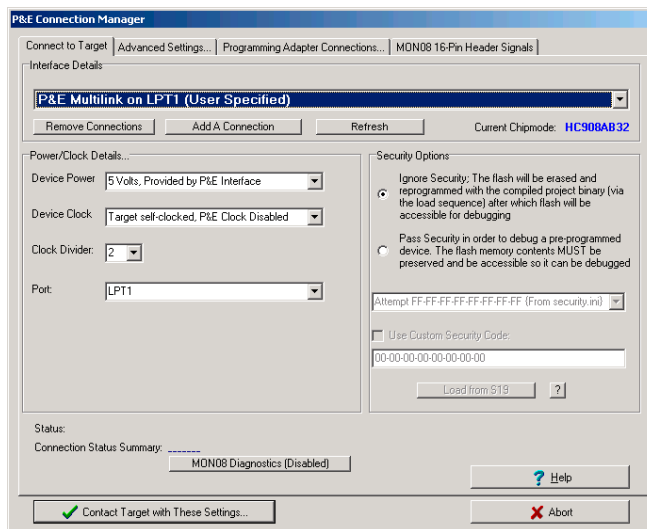 P&E Connection Manager
Connect to Target Advanced Settings... Programming Adapter Connections... MON08 16-Pin Header Signals
Interface Details
P&E Multilink on LPT1 (User Specified)
Remove Connections Add A Connection Refresh Current Chipmode: HC908AB32
Power/Clock Details...
Device Power 5 Volts, Provided by P&E Interface
Device Clock Target self-clocked, P&E Clock Disabled
Clock Divider: 2
Port: LPT1
Security Options
Ignore Security; The flash will be erased and
reprogrammed with the compiled project binary (via
the load sequence) after which flash will be
accessible for debugging
Pass Security in order to debug a pre-programmed
device. The flash memory contents MUST be
preserved and be accessible so it can be debugged
Attempt FF-FF-FF-FF-FF-FF-FF-FF (From security.ini)
Use Custom Security Code:
00-00-00-00-00-00-00-00
Load from S19 ?
Status:
Connection Status Summary: _______
MON08 Diagnostics (Disabled)
? Help
Contact Target with These Settings... Abort